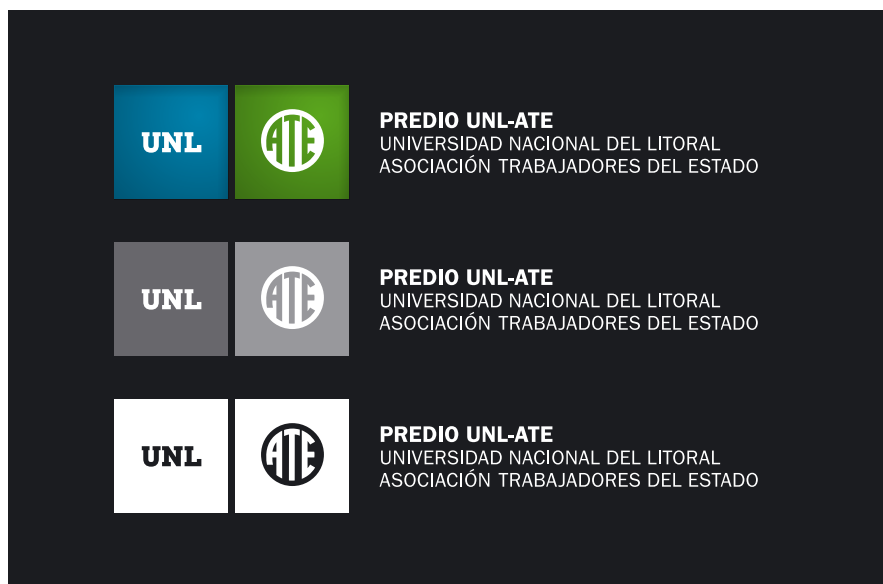 UNL ATE
PREDIO UNL-ATE
UNIVERSIDAD NACIONAL DEL LITORAL
ASOCIACIÓN TRABAJADORES DEL ESTADO
UNL ATE
PREDIO UNL-ATE
UNIVERSIDAD NACIONAL DEL LITORAL
ASOCIACIÓN TRABAJADORES DEL ESTADO
UNL ATE
PREDIO UNL-ATE
UNIVERSIDAD NACIONAL DEL LITORAL
ASOCIACIÓN TRABAJADORES DEL ESTADO